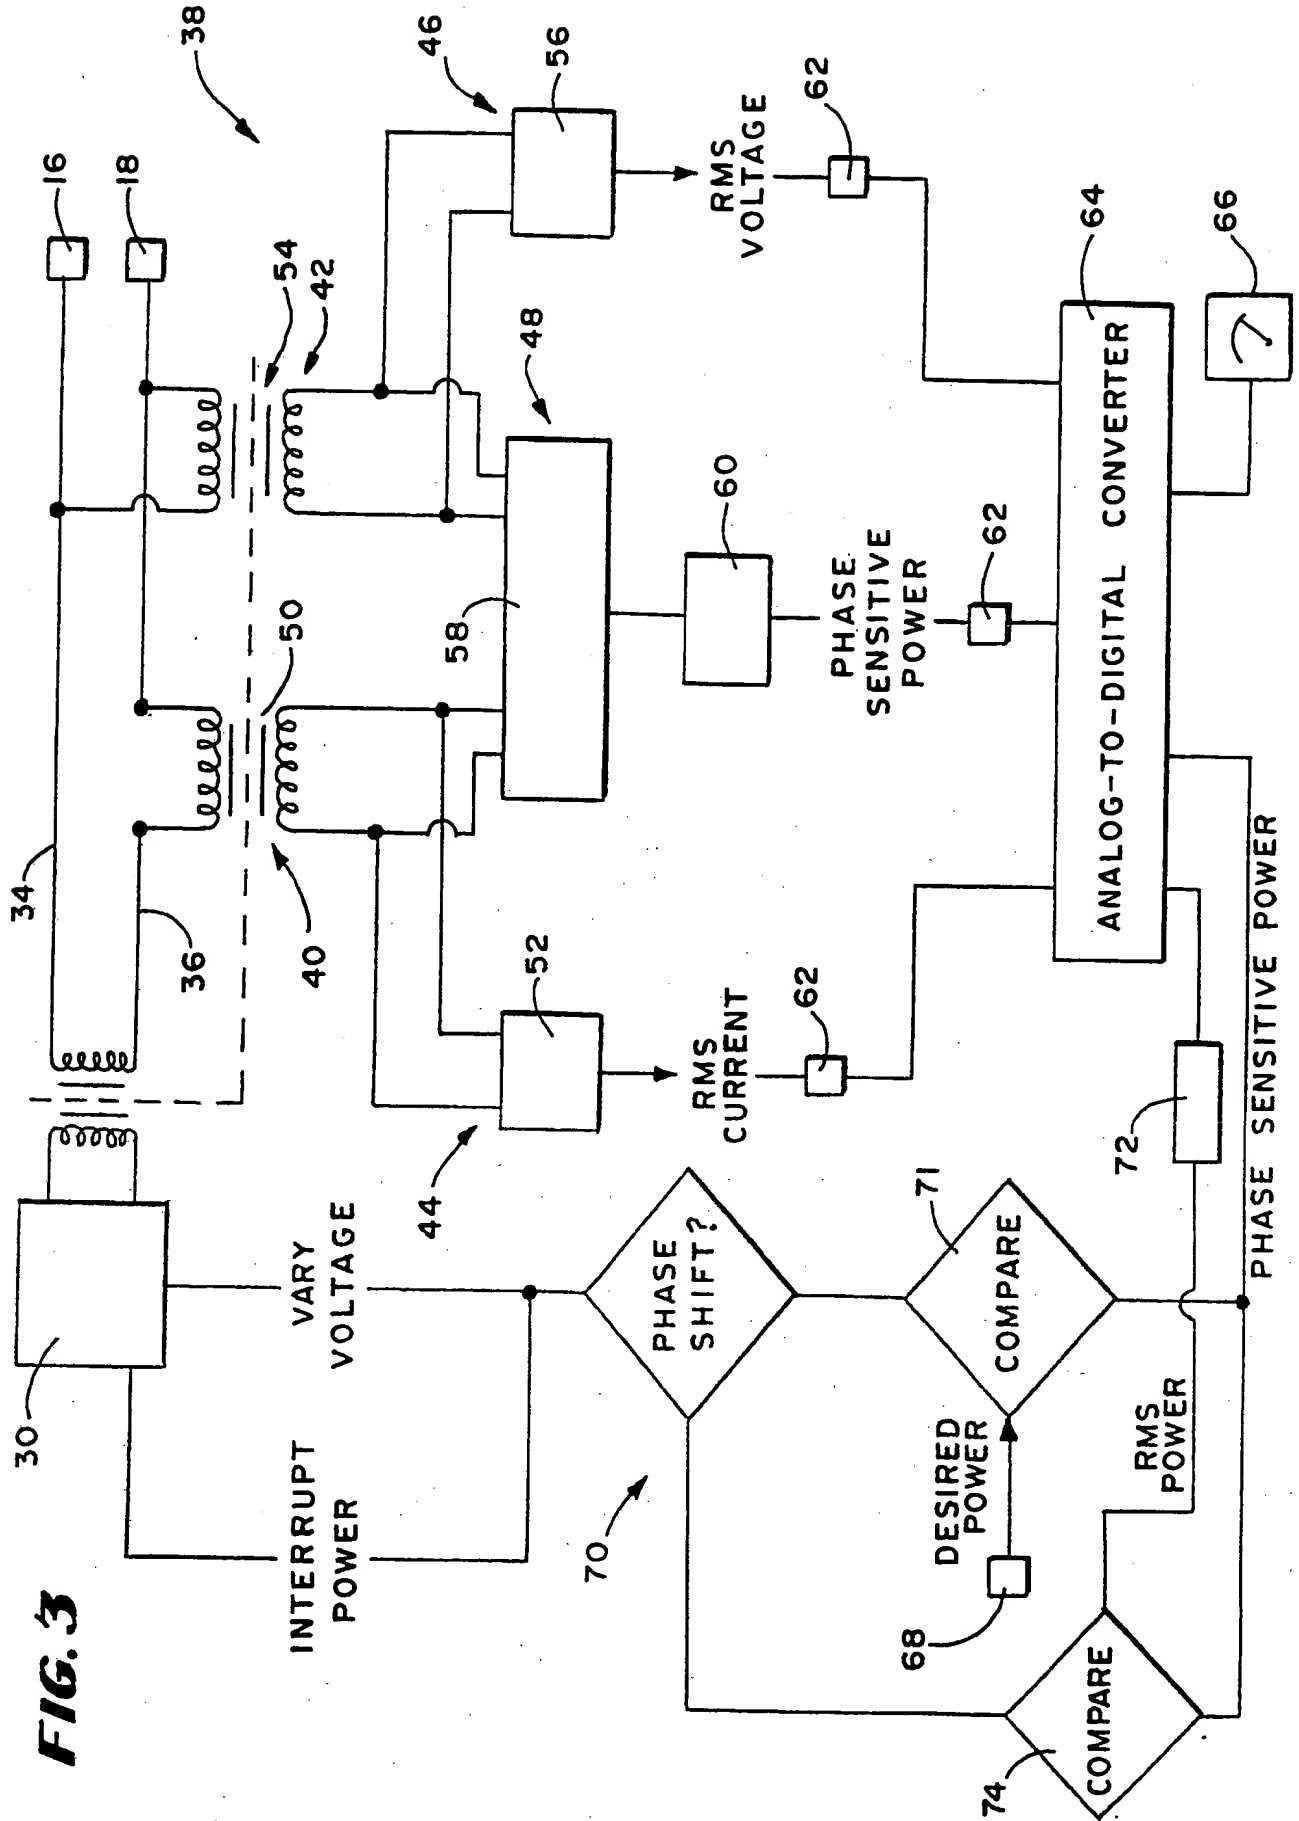 FIG. 3
30
34
36
16
18
38
50
54
42
40
INTERRUPT
POWER
VARY
VOLTAGE
44
52
58
48
46
56
60
70
PHASE
SHIFT?
RMS
CURRENT
62
PHASE
SENSITIVE
POWER
62
RMS
VOLTAGE
62
68
DESIRED
POWER
71
COMPARE
74
COMPARE
RMS
POWER
72
ANALOG-TO-DIGITAL CONVERTER
64
66
PHASE SENSITIVE POWER